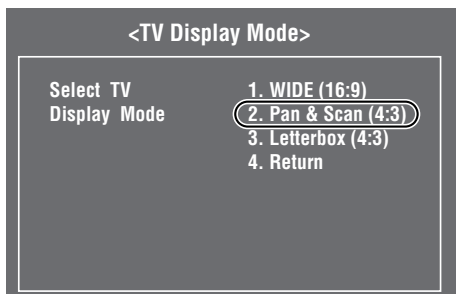 <TV Display Mode>
Select TV
Display Mode
1. WIDE (16:9)
2. Pan & Scan (4:3)
3. Letterbox (4:3)
4. Return